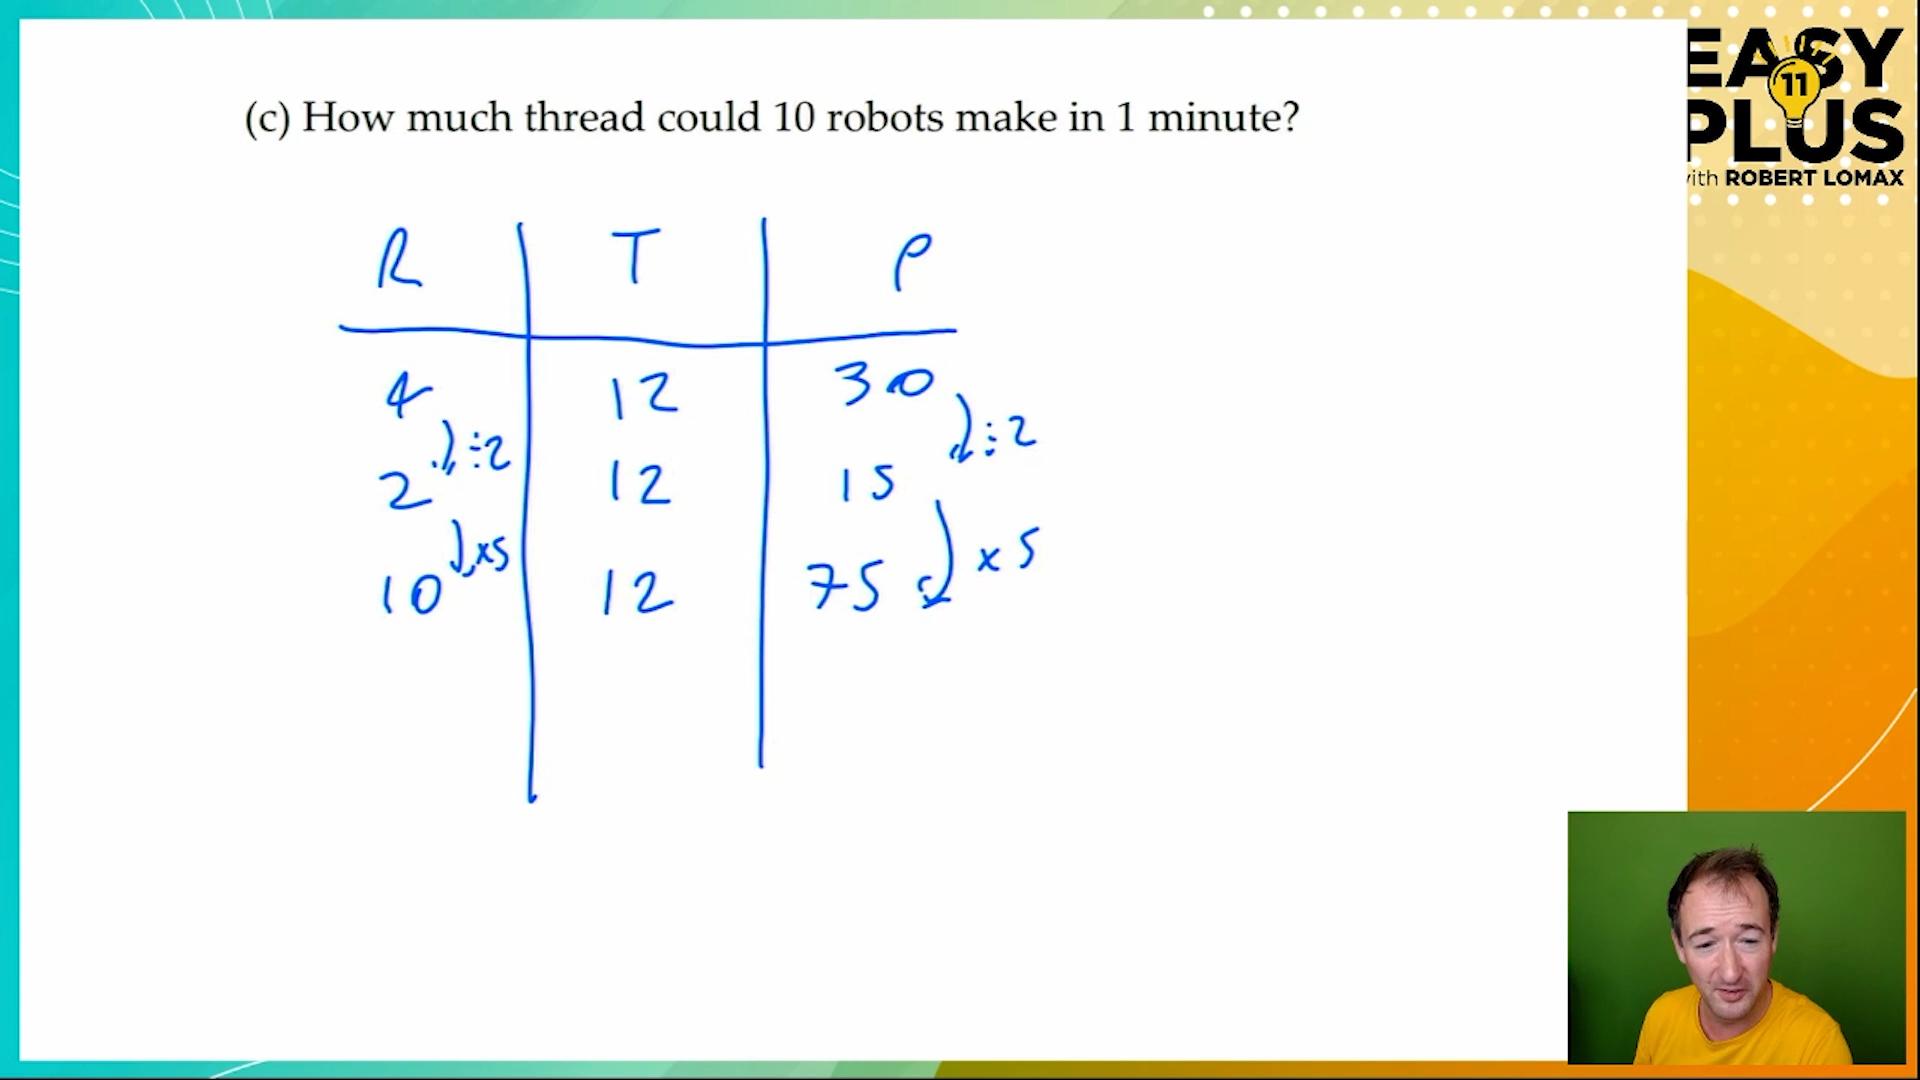 EASY
11
PLUS
with ROBERT LOMAX
(c) How much thread could 10 robots make in 1 minute?
R T P
4 12 30
÷2 ÷2
2 12 15
×5 ×5
10 12 75